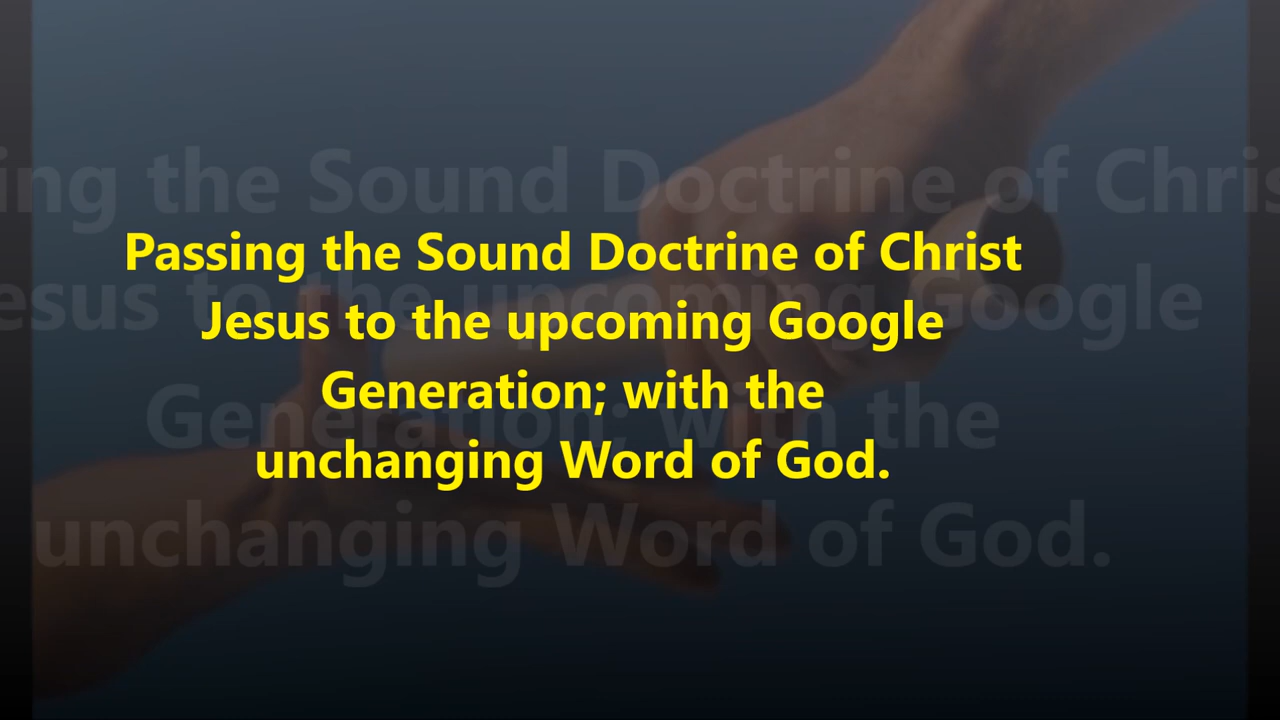 Passing the Sound Doctrine of Christ
Jesus to the upcoming Google
Generation; with the
unchanging Word of God.